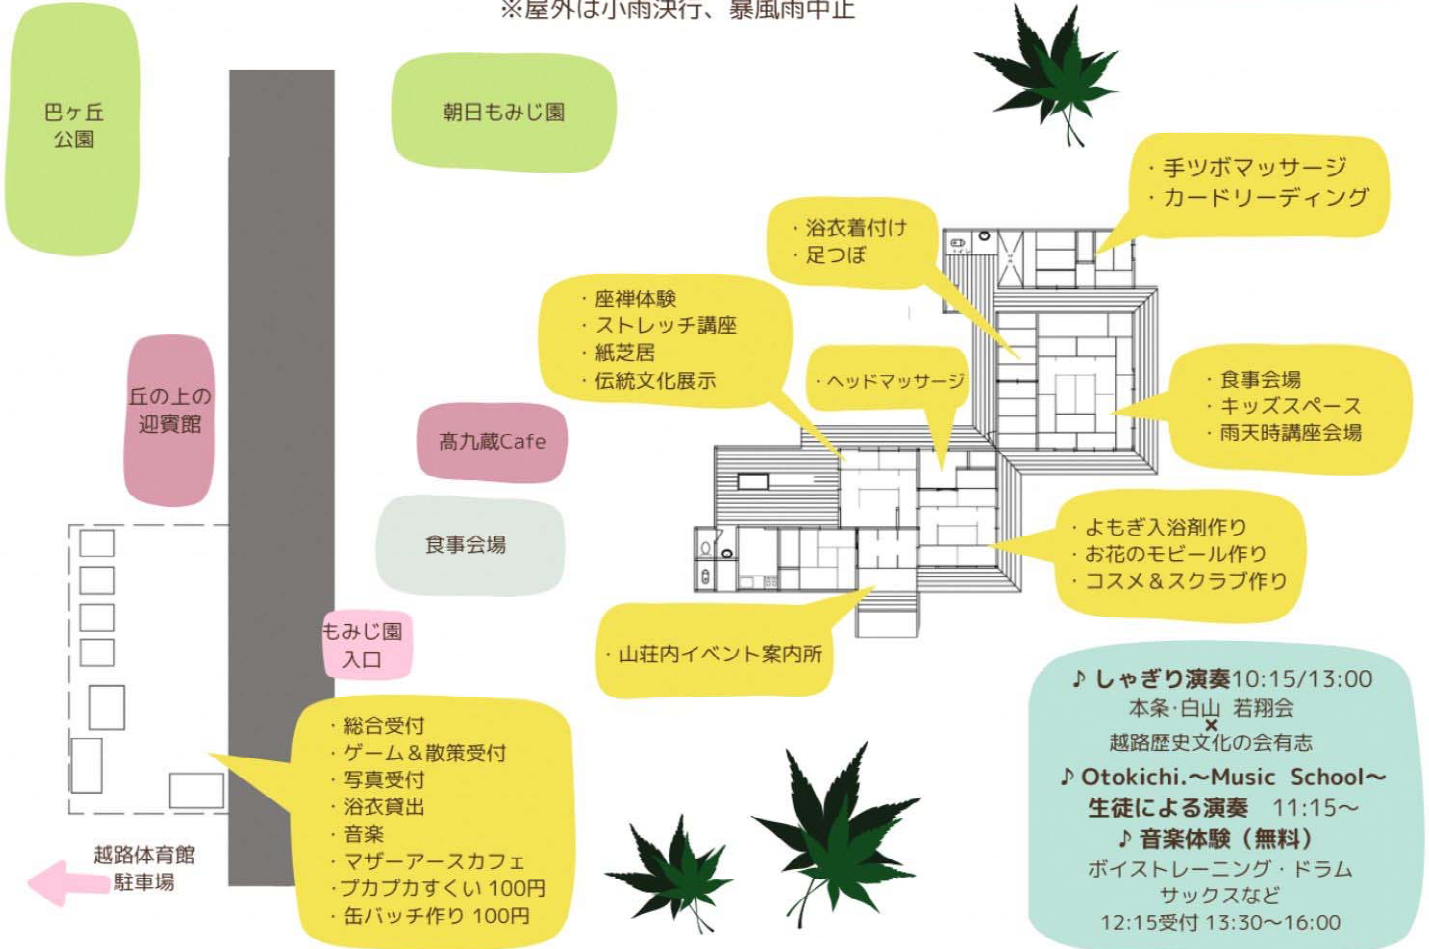 ※屋外は小雨決行、暴風雨中止
巴ヶ丘
公園
朝日もみじ園
・手ツボマッサージ
・カードリーディング
・浴衣着付け
・足つぼ
・座禅体験
・ストレッチ講座
・紙芝居
・伝統文化展示
・ヘッドマッサージ
・食事会場
・キッズスペース
・雨天時講座会場
丘の上の
迎賓館
髙九蔵Cafe
食事会場
・よもぎ入浴剤作り
・お花のモビール作り
・コスメ＆スクラブ作り
もみじ園
入口
・山荘内イベント案内所
・総合受付
・ゲーム＆散策受付
・写真受付
・浴衣貸出
・音楽
・マザーアースカフェ
・プカプカすくい 100円
・缶バッチ作り 100円
越路体育館
駐車場
♪ しゃぎり演奏10:15/13:00
本条・白山 若翔会
×
越路歴史文化の会有志
♪ Otokichi.～Music School～
生徒による演奏 11:15～
♪ 音楽体験（無料）
ボイストレーニング・ドラム
サックスなど
12:15受付 13:30～16:00